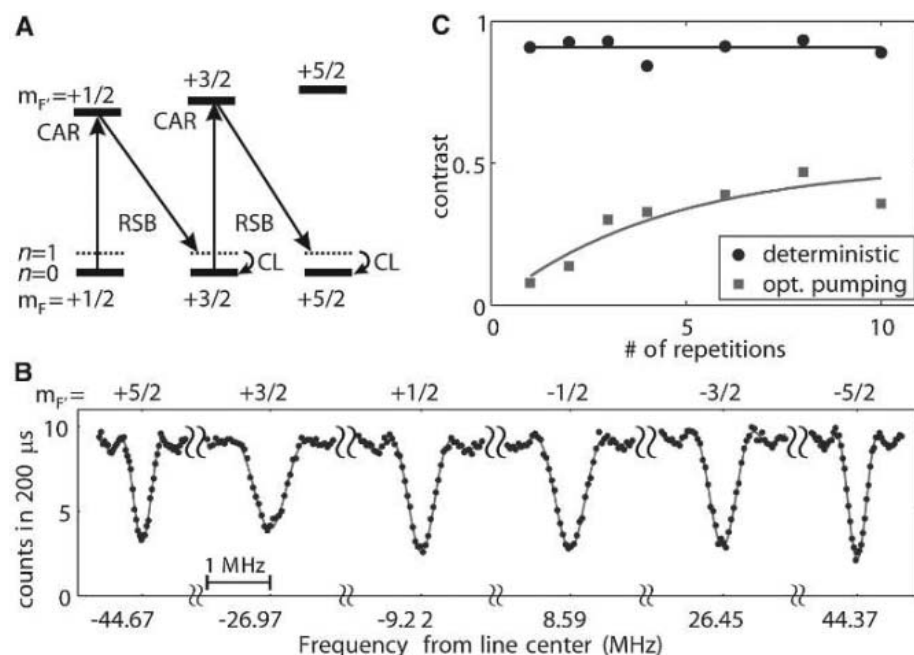 A
C
m_F'=+1/2
+3/2
+5/2
CAR
CAR
RSB
RSB
n=1
n=0
CL
CL
m_F=+1/2
+3/2
+5/2
1
0.5
0
contrast
deterministic
opt. pumping
0
5
10
# of repetitions
B
m_F'= +5/2 +3/2 +1/2 -1/2 -3/2 -5/2
10
5
0
counts in 200 µs
1 MHz
-44.67 -26.97 -9.2 2 8.59 26.45 44.37
Frequency from line center (MHz)